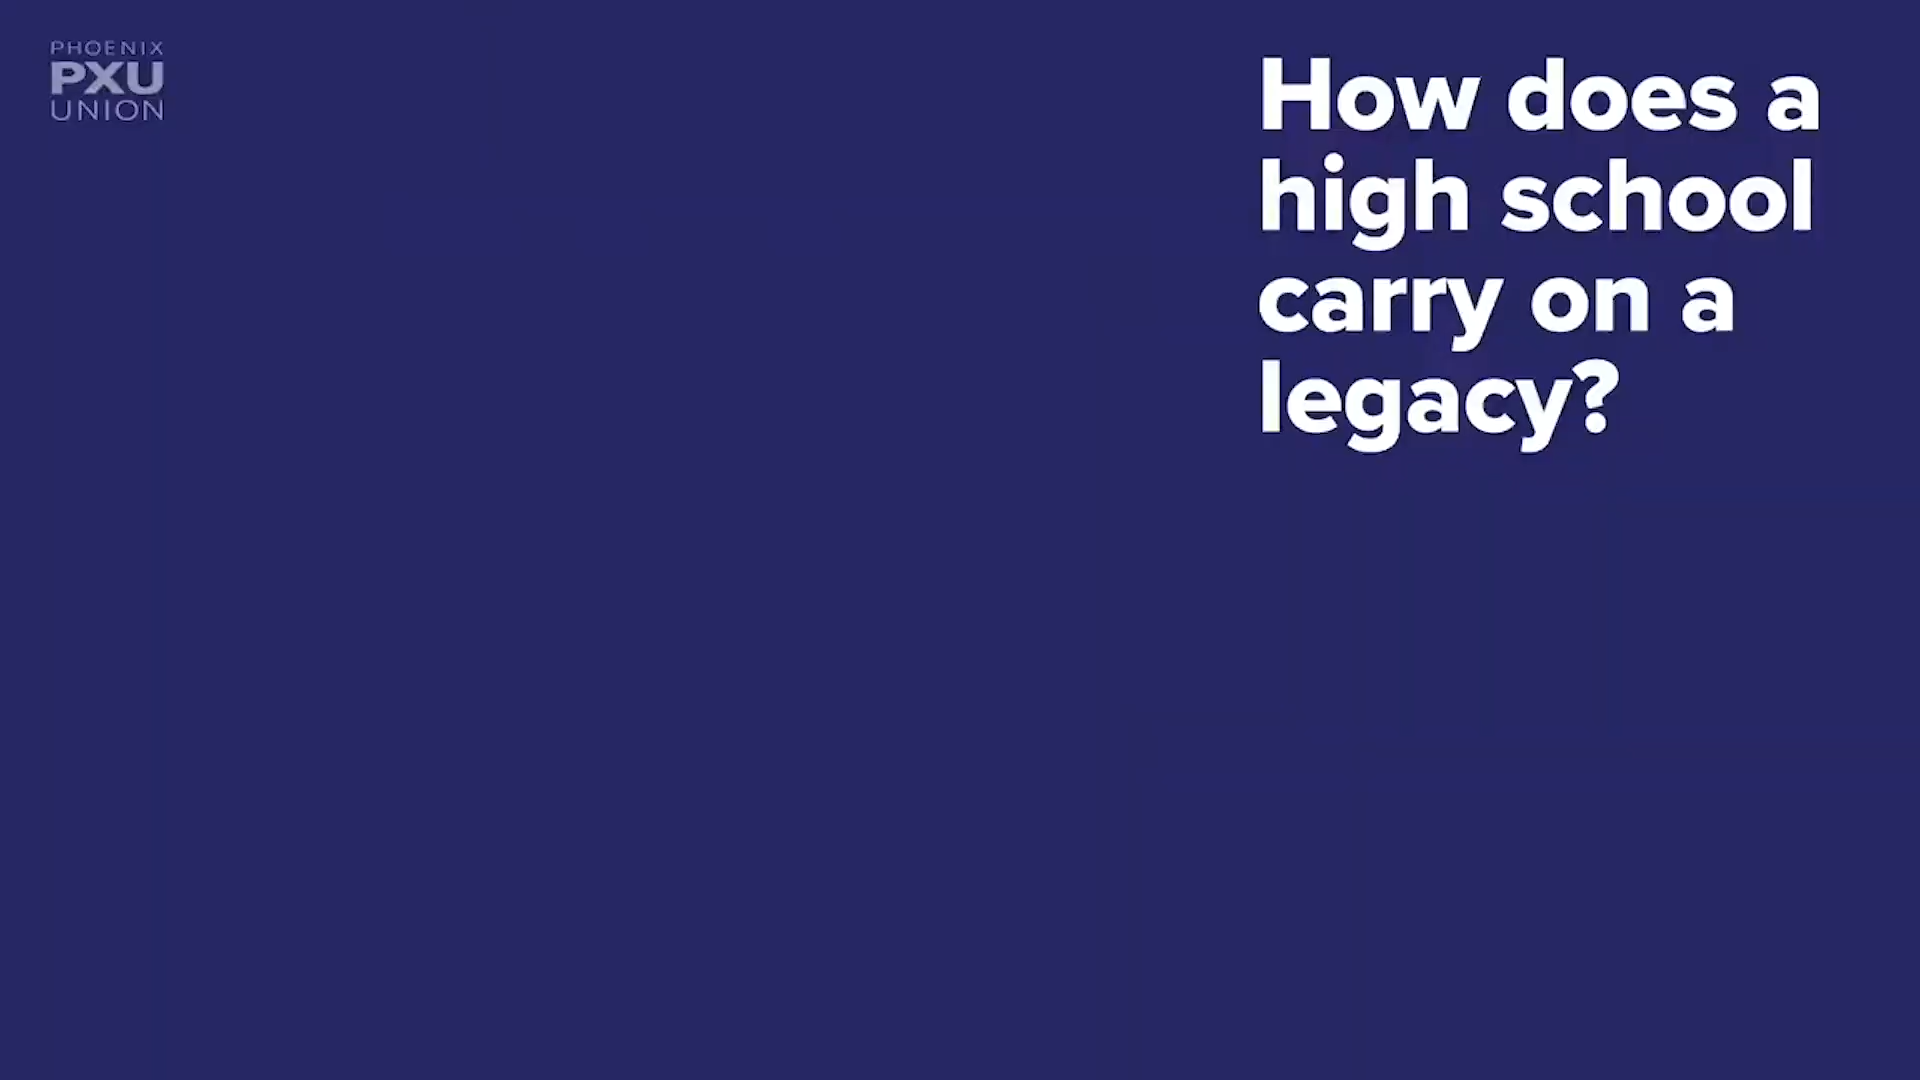 PHOENIX
PXU
UNION
How does a
high school
carry on a
legacy?